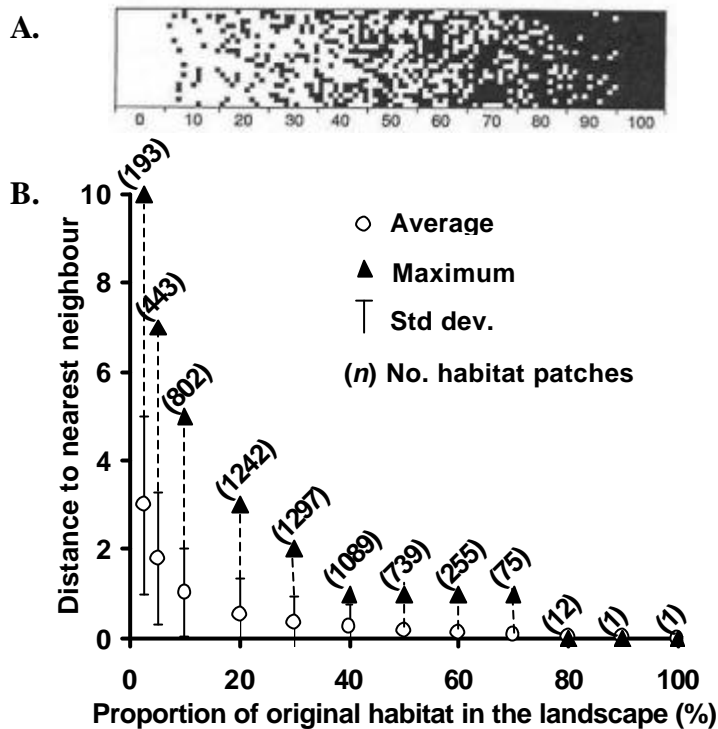 A.
0 10 20 30 40 50 60 70 80 90 100
B.
Distance to nearest neighbour
10
8
6
4
2
0
(193)
(443)
(802)
(1242)
(1297)
(1089)
(739)
(255)
(75)
(12)
(1)
(1)
Average
Maximum
Std dev.
(n) No. habitat patches
0 20 40 60 80 100
Proportion of original habitat in the landscape (%)